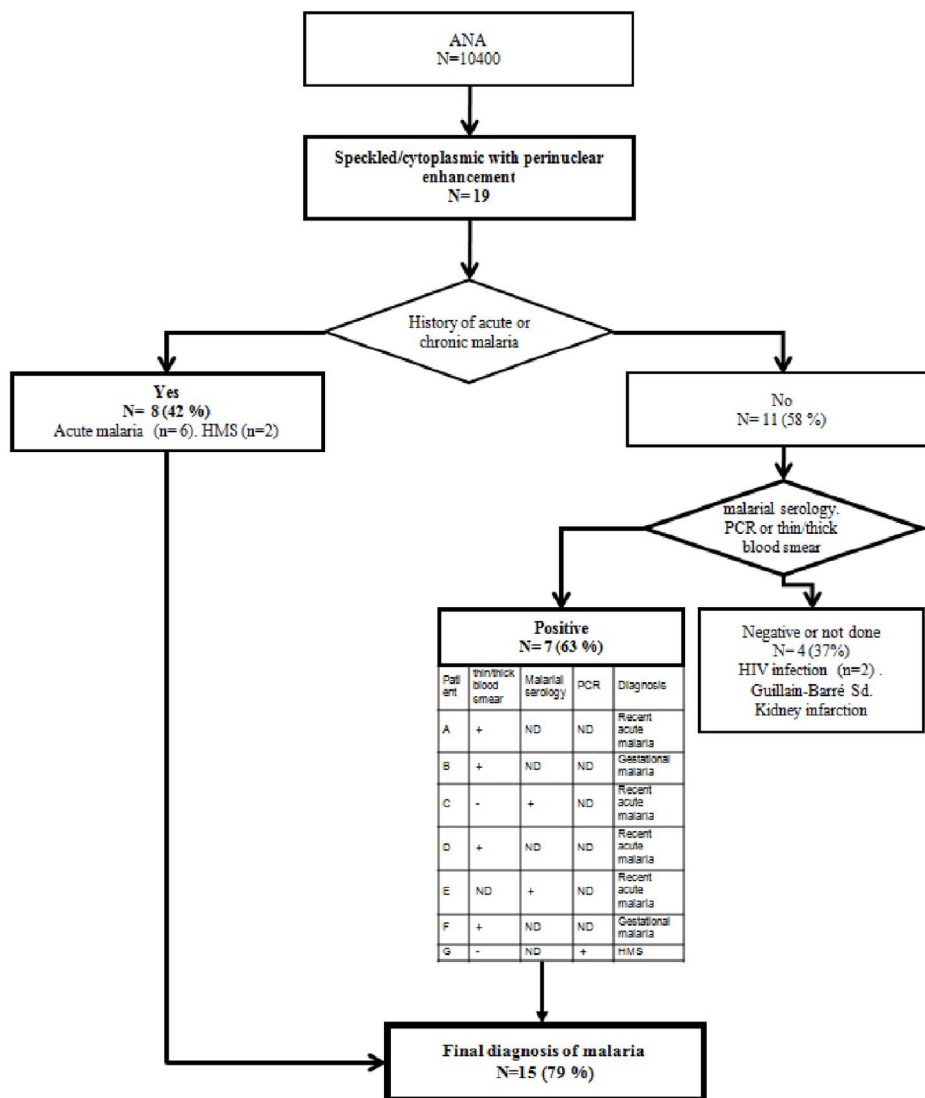 ANA
N=10400
Speckled/cytoplasmic with perinuclear
enhancement
N= 19
History of acute or
chronic malaria
Yes
N= 8 (42 %)
Acute malaria (n= 6). HMS (n=2)
No
N= 11 (58 %)
malarial serology.
PCR or thin/thick
blood smear
Positive
N= 7 (63 %)
Negative or not done
N= 4 (37%)
HIV infection (n=2) .
Guillain-Barré Sd.
Kidney infarction
Pati ent thin/thick blood smear Malarial serology PCR Diagnosis
A + ND ND Recent acute malaria
B + ND ND Gestational malaria
C - + ND Recent acute malaria
D + ND ND Recent acute malaria
E ND + ND Recent acute malaria
F + ND ND Gestational malaria
G - ND + HMS
Final diagnosis of malaria
N=15 (79 %)